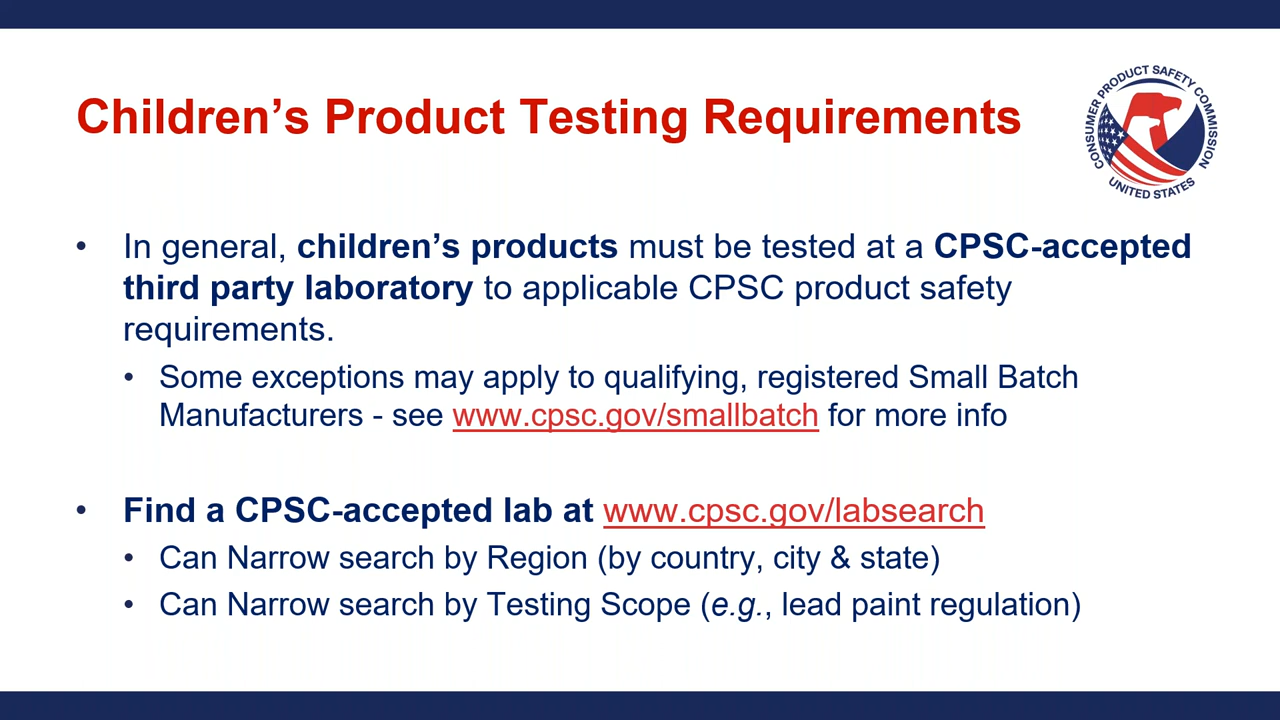 Children's Product Testing Requirements
CONSUMER PRODUCT SAFETY COMMISSION
UNITED STATES
• In general, children's products must be tested at a CPSC-accepted
third party laboratory to applicable CPSC product safety
requirements.
• Some exceptions may apply to qualifying, registered Small Batch
Manufacturers - see www.cpsc.gov/smallbatch for more info
• Find a CPSC-accepted lab at www.cpsc.gov/labsearch
• Can Narrow search by Region (by country, city & state)
• Can Narrow search by Testing Scope (e.g., lead paint regulation)